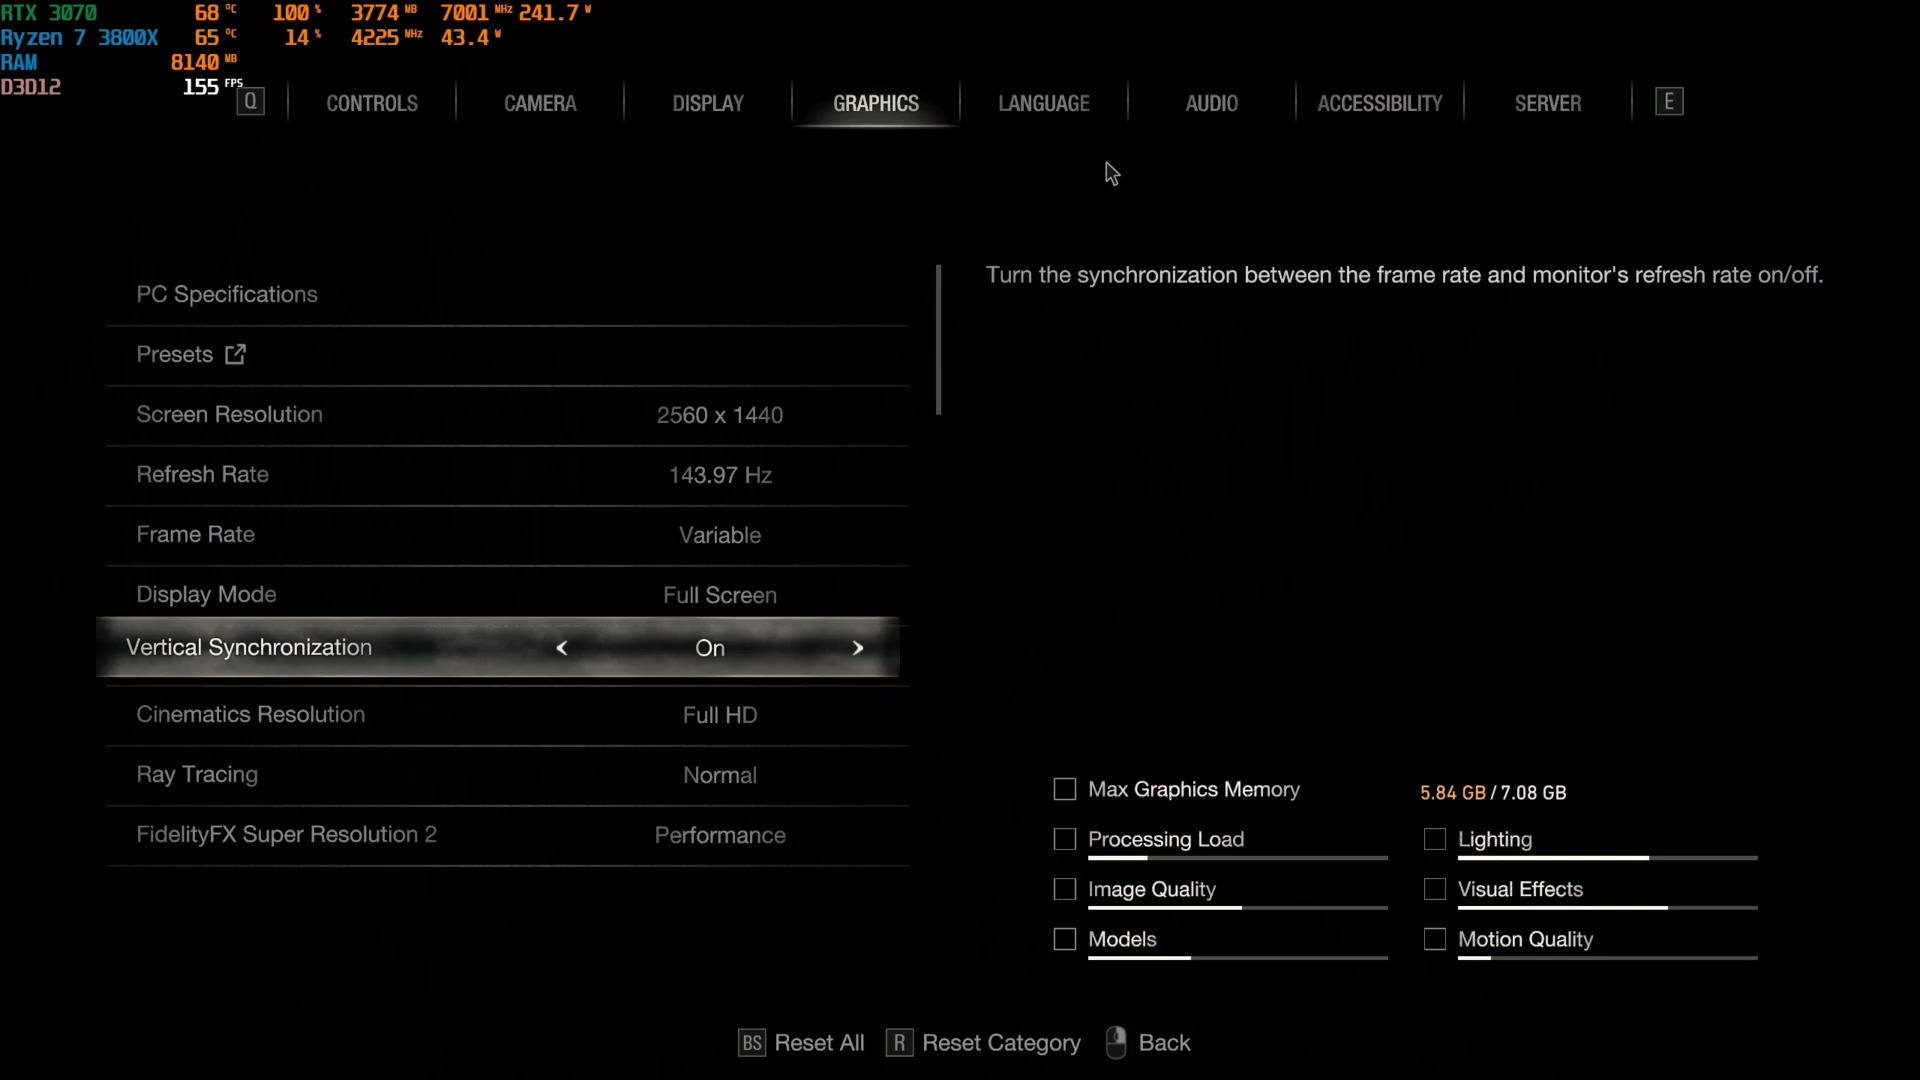 RTX 3070 68 °C 100 % 3774 MB 7001 MHz 241.7 W
Ryzen 7 3800X 65 °C 14 % 4225 MHz 43.4 W
RAM 8140 MB
D3D12 155 FPS
Q CONTROLS CAMERA DISPLAY GRAPHICS LANGUAGE AUDIO ACCESSIBILITY SERVER E
PC Specifications
Presets
Screen Resolution 2560 x 1440
Refresh Rate 143.97 Hz
Frame Rate Variable
Display Mode Full Screen
Vertical Synchronization < On >
Cinematics Resolution Full HD
Ray Tracing Normal
FidelityFX Super Resolution 2 Performance
Turn the synchronization between the frame rate and monitor's refresh rate on/off.
Max Graphics Memory 5.84 GB / 7.08 GB
Processing Load Lighting
Image Quality Visual Effects
Models Motion Quality
BS Reset All R Reset Category Back